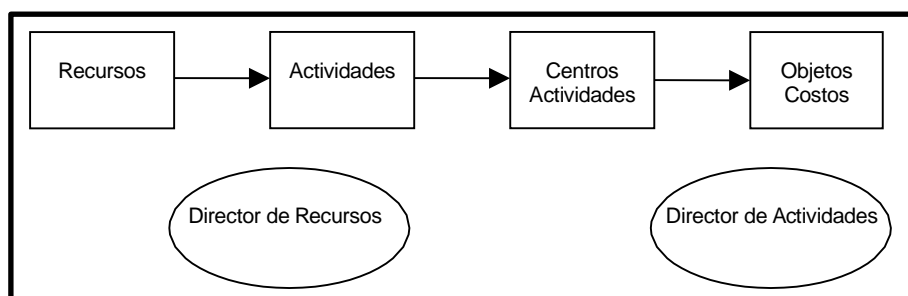 Recursos
Actividades
Centros
Actividades
Objetos
Costos
Director de Recursos
Director de Actividades